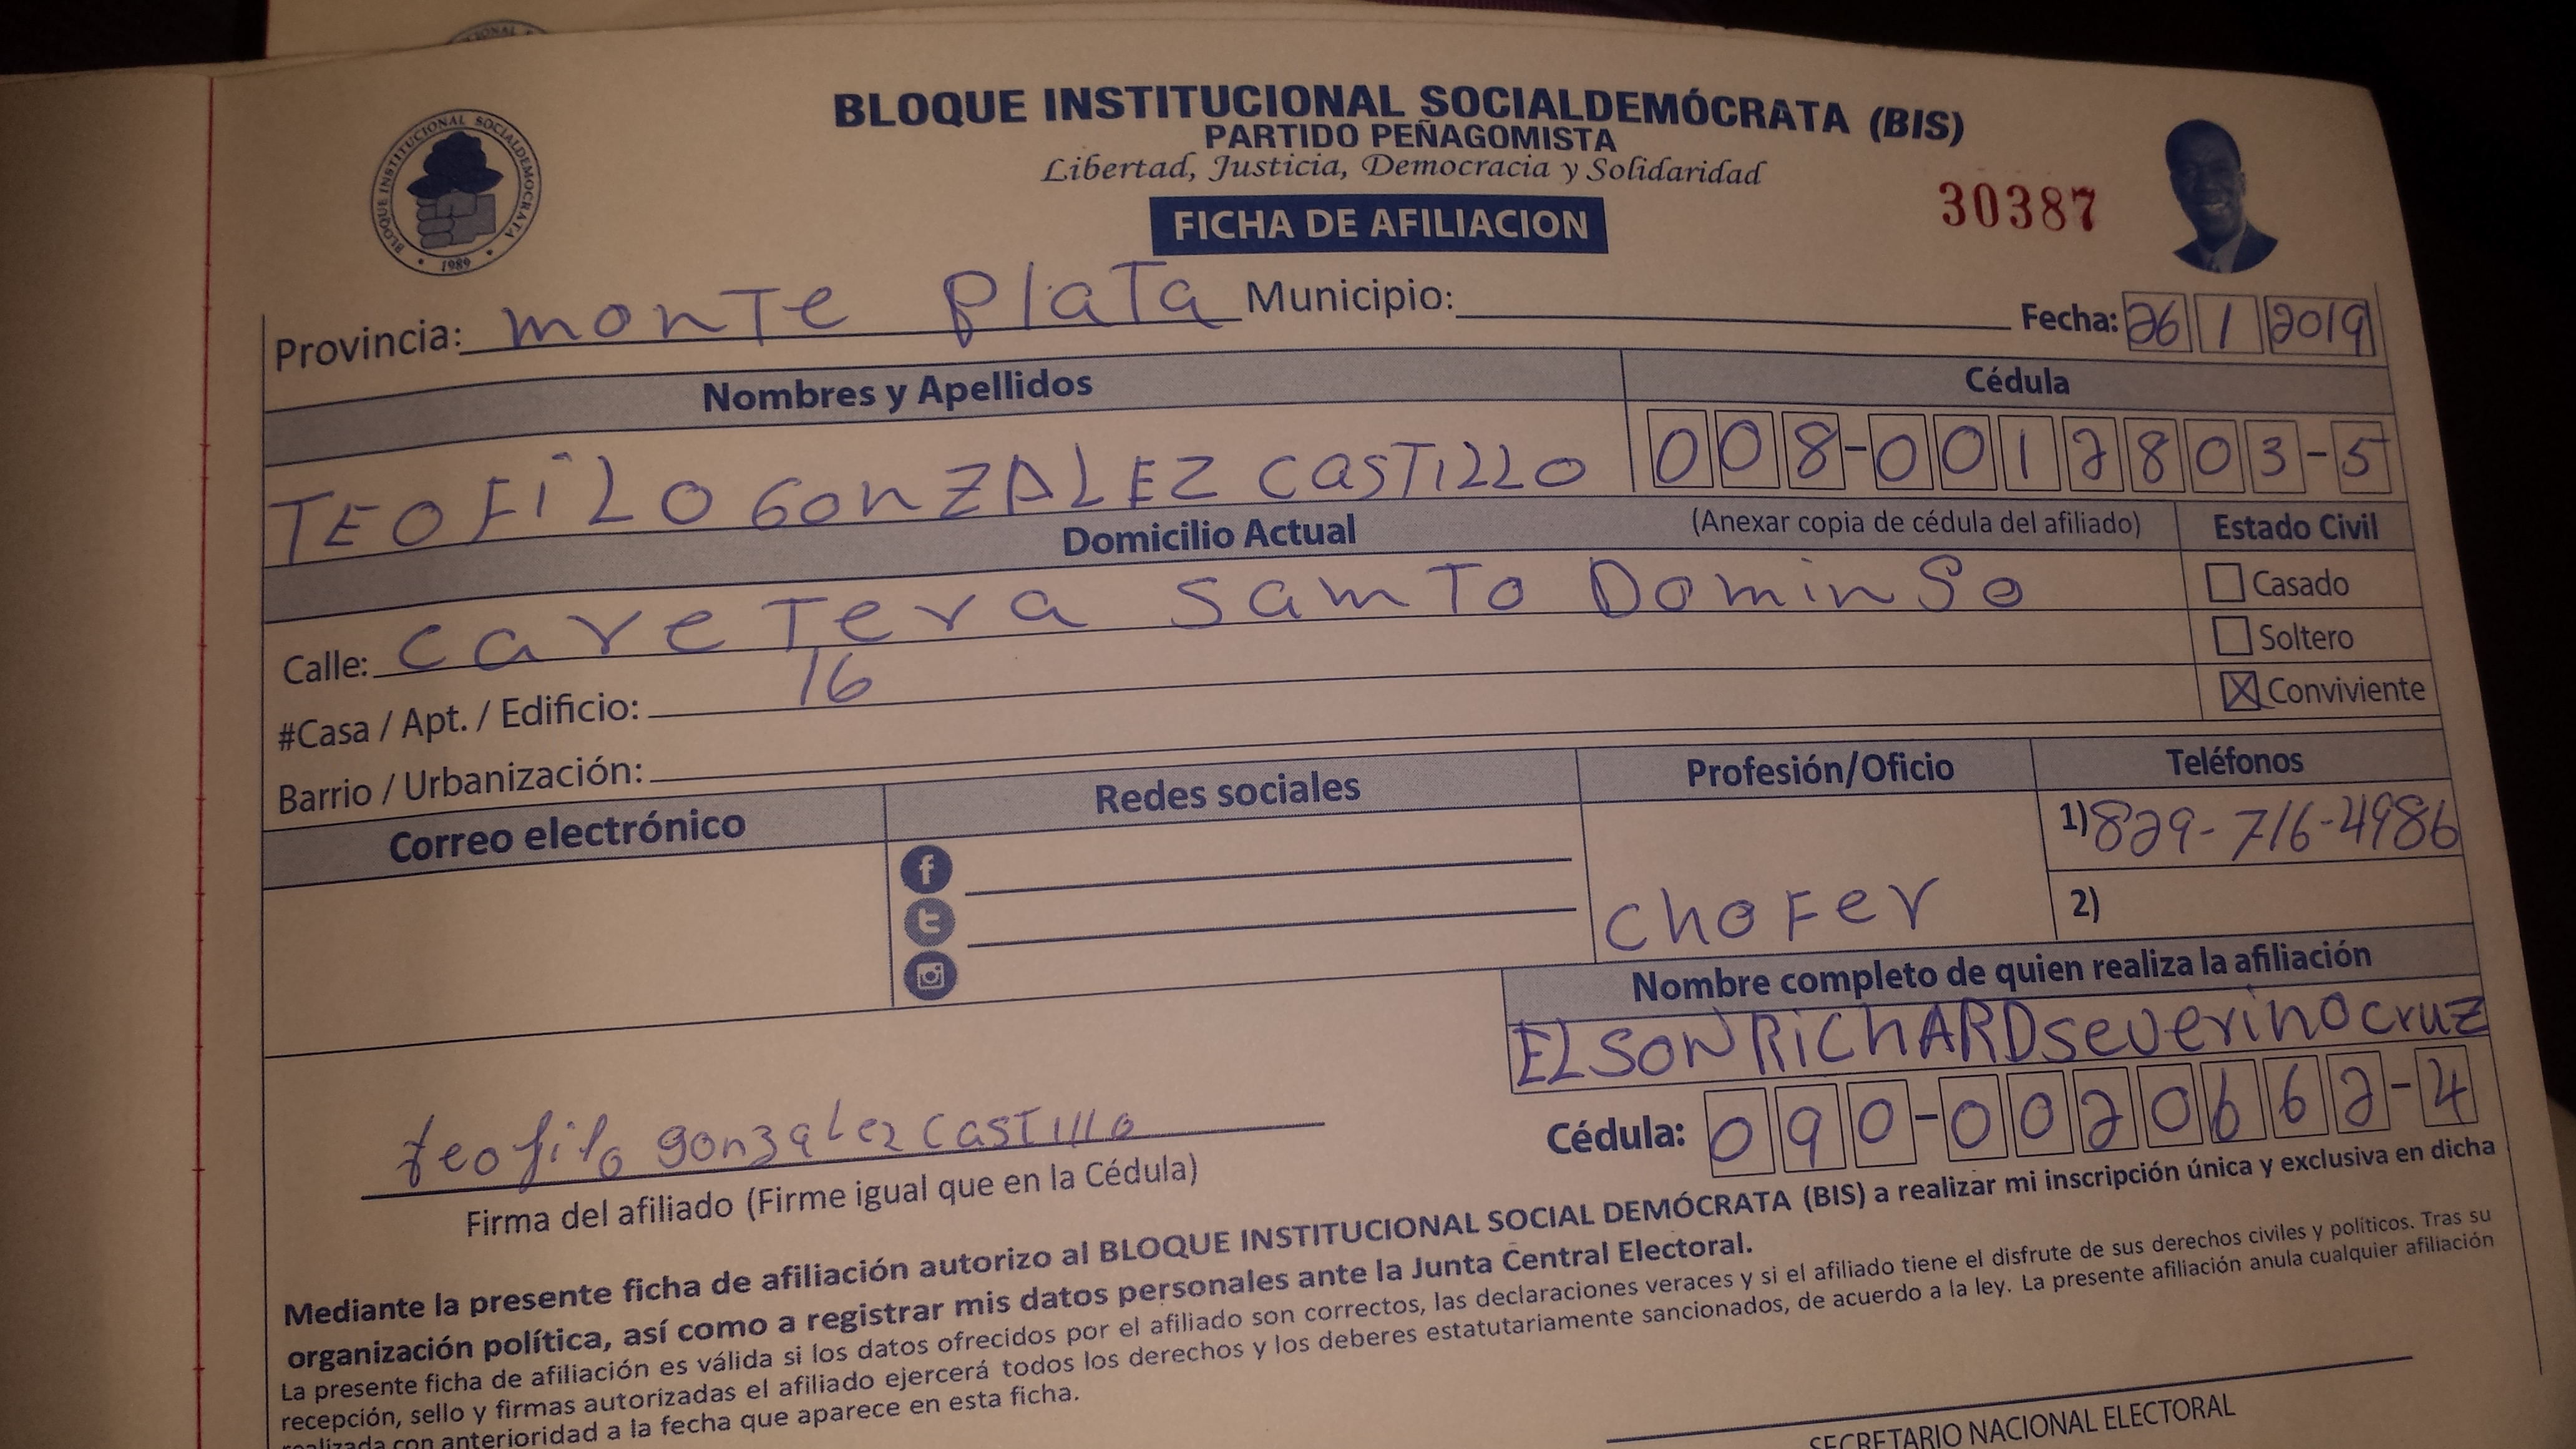 BLOQUE INSTITUCIONAL SOCIALDEMÓCRATA (BIS)
PARTIDO PEÑAGOMISTA
Libertad, Justicia, Democracia y Solidaridad
FICHA DE AFILIACION
30387
BLOQUE INSTITUCIONAL SOCIALDEMOCRATA
1989
Provincia: monTe PlaTa Municipio: Fecha: 26 1 2019
Nombres y Apellidos Cédula
TEOFiLO GonZALEZ CasTiLLO 008-0012803-5
Domicilio Actual (Anexar copia de cédula del afiliado) Estado Civil
Calle: CareTera SamTo DominSo
Casado
Soltero
#Casa / Apt. / Edificio: 16
Conviviente
Barrio / Urbanización:
Correo electrónico Redes sociales Profesión/Oficio Teléfonos
1) 829-716-4986
choFer
2)
Nombre completo de quien realiza la afiliación
ELSON RiChARD severino cruz
Cédula: 090-0020662-4
teofilo gonzalez CasTillo
Firma del afiliado (Firme igual que en la Cédula)
Mediante la presente ficha de afiliación autorizo al BLOQUE INSTITUCIONAL SOCIAL DEMÓCRATA (BIS) a realizar mi inscripción única y exclusiva en dicha
organización política, así como a registrar mis datos personales ante la Junta Central Electoral.
La presente ficha de afiliación es válida si los datos ofrecidos por el afiliado son correctos, las declaraciones veraces y si el afiliado tiene el disfrute de sus derechos civiles y políticos. Tras su
recepción, sello y firmas autorizadas el afiliado ejercerá todos los derechos y los deberes estatutariamente sancionados, de acuerdo a la ley. La presente afiliación anula cualquier afiliación
realizada con anterioridad a la fecha que aparece en esta ficha.
SECRETARIO NACIONAL ELECTORAL